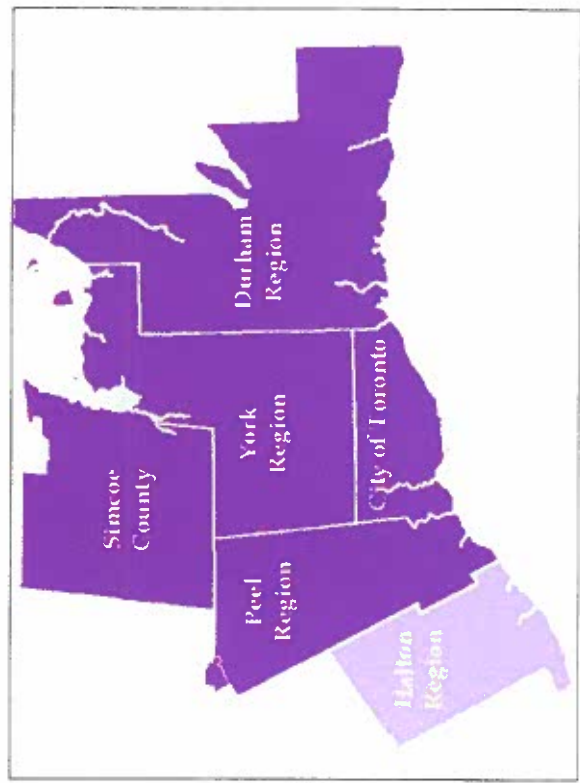 Simcoe
County
Durham
Region
York
Region
Peel
Region
City of Toronto
Halton
Region